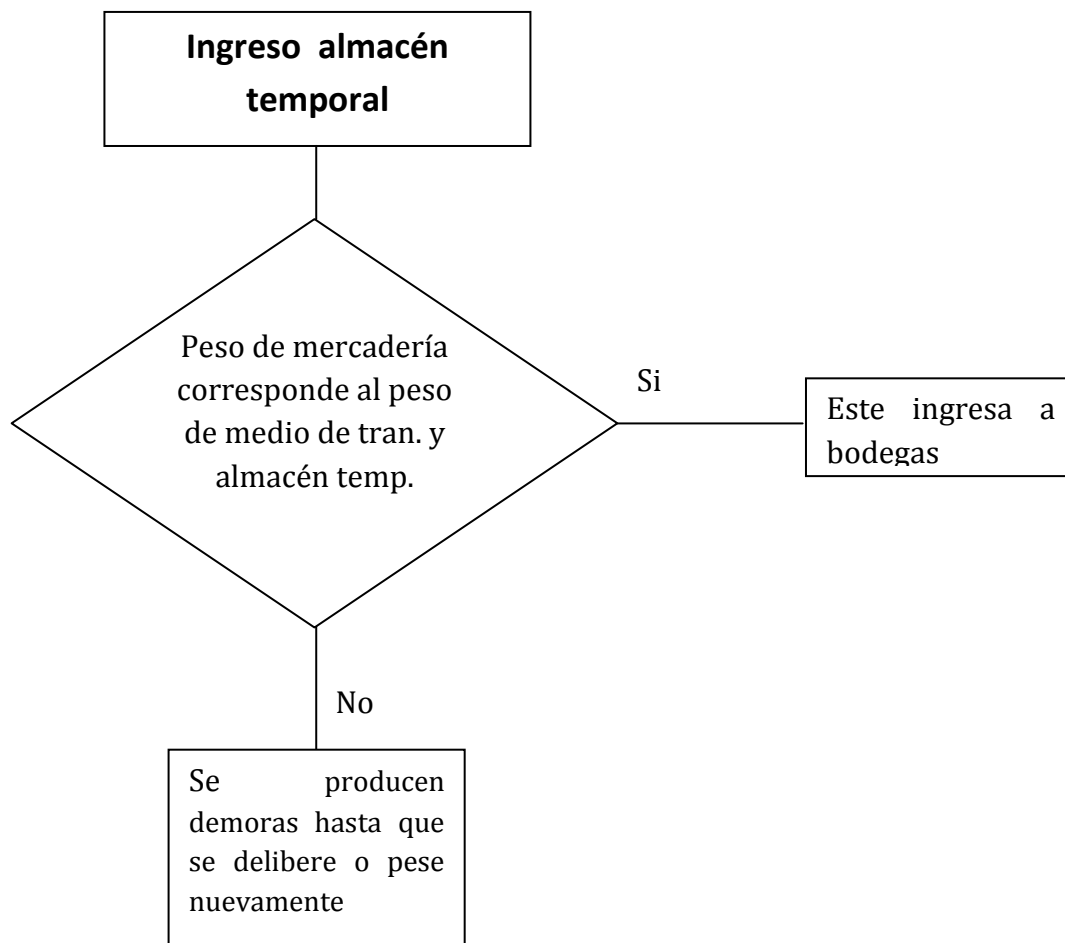 Ingreso almacén
temporal
Peso de mercadería
corresponde al peso
de medio de tran. y
almacén temp.
Si
Este ingresa a
bodegas
No
Se producen
demoras hasta que
se delibere o pese
nuevamente